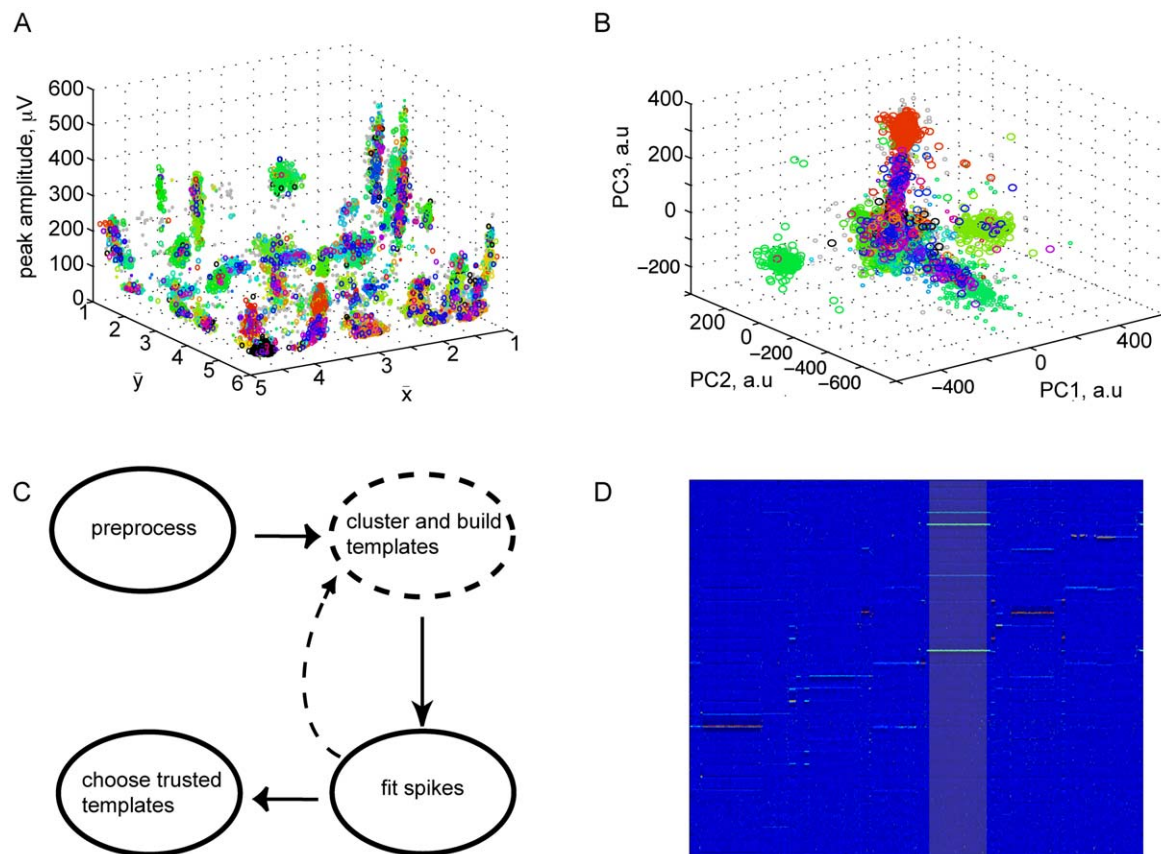 A
peak amplitude, μV
600
500
400
300
200
100
0
1
2
3
4
5
6
ȳ
5
4
3
2
1
x̄
B
PC3, a.u
400
200
0
−200
200
0
−200
−400
−600
PC2, a.u
−400
0
400
PC1, a.u
C
preprocess
cluster and build
templates
choose trusted
templates
fit spikes
D